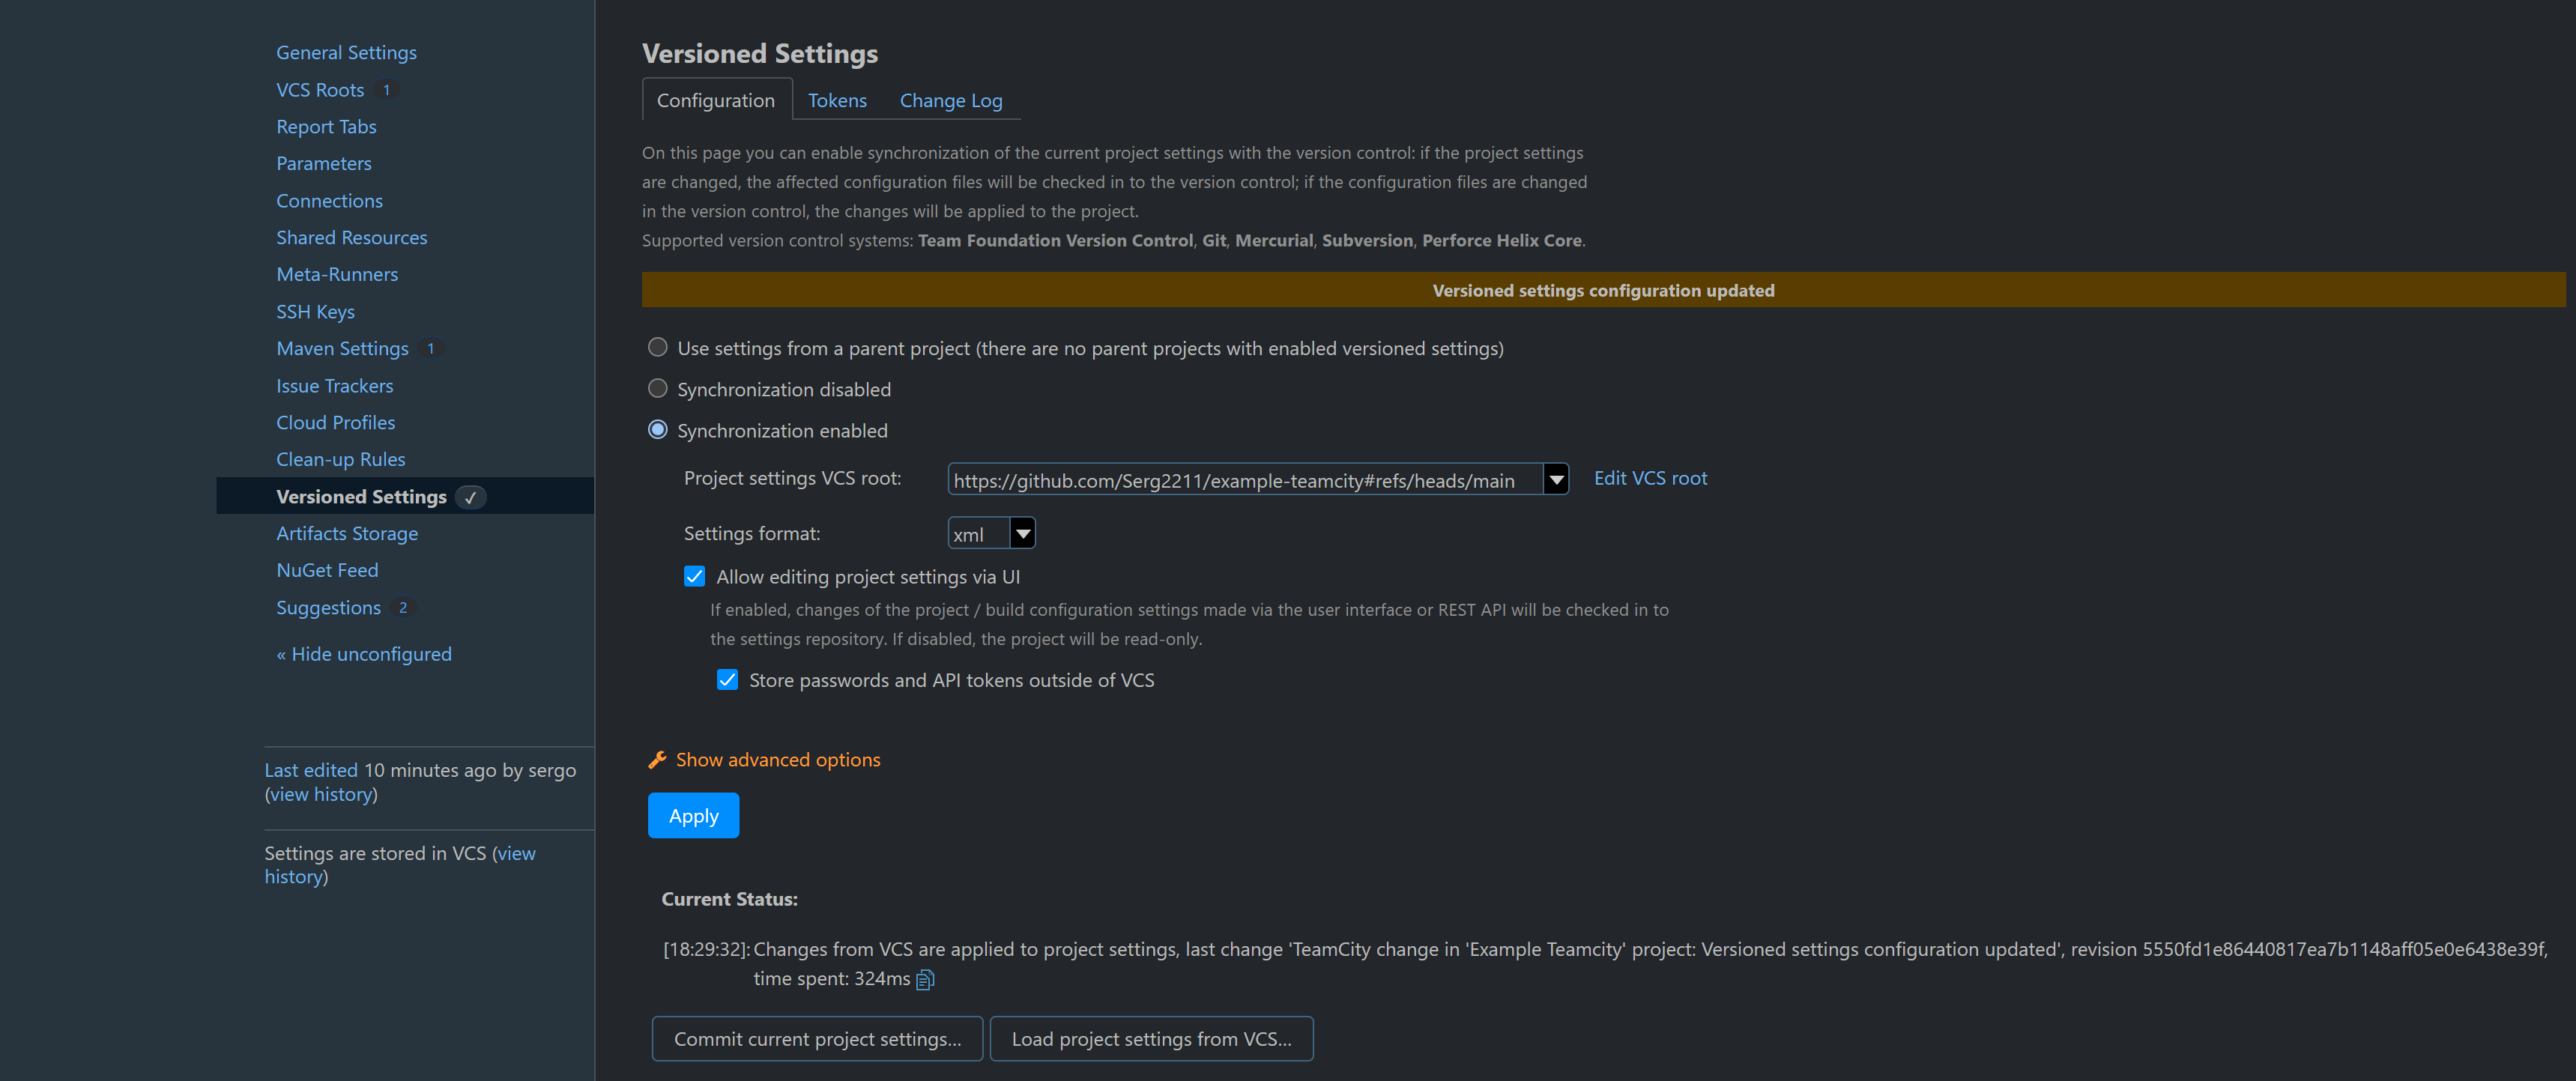 General Settings
VCS Roots 1
Report Tabs
Parameters
Connections
Shared Resources
Meta-Runners
SSH Keys
Maven Settings 1
Issue Trackers
Cloud Profiles
Clean-up Rules
Versioned Settings ✓
Artifacts Storage
NuGet Feed
Suggestions 2
« Hide unconfigured
Last edited 10 minutes ago by sergo
(view history)
Settings are stored in VCS (view
history)
Versioned Settings
Configuration Tokens Change Log
On this page you can enable synchronization of the current project settings with the version control: if the project settings
are changed, the affected configuration files will be checked in to the version control; if the configuration files are changed
in the version control, the changes will be applied to the project.
Supported version control systems: Team Foundation Version Control, Git, Mercurial, Subversion, Perforce Helix Core.
Versioned settings configuration updated
Use settings from a parent project (there are no parent projects with enabled versioned settings)
Synchronization disabled
Synchronization enabled
Project settings VCS root: https://github.com/Serg2211/example-teamcity#refs/heads/main Edit VCS root
Settings format: xml
Allow editing project settings via UI
If enabled, changes of the project / build configuration settings made via the user interface or REST API will be checked in to
the settings repository. If disabled, the project will be read-only.
Store passwords and API tokens outside of VCS
Show advanced options
Apply
Current Status:
[18:29:32]: Changes from VCS are applied to project settings, last change 'TeamCity change in 'Example Teamcity' project: Versioned settings configuration updated', revision 5550fd1e86440817ea7b1148aff05e0e6438e39f,
time spent: 324ms
Commit current project settings... Load project settings from VCS...